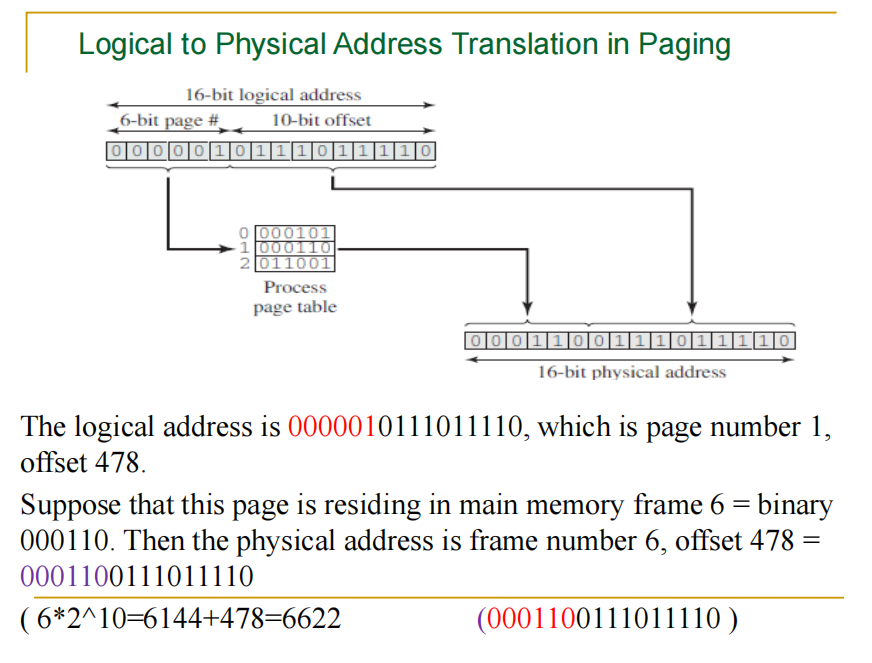 Logical to Physical Address Translation in Paging
16-bit logical address
6-bit page # 10-bit offset
0 0 0 0 0 1 0 1 1 1 0 1 1 1 1 0
0 000101
1 000110
2 011001
Process
page table
0 0 0 1 1 0 0 1 1 1 0 1 1 1 1 0
16-bit physical address
The logical address is 0000010111011110, which is page number 1,
offset 478.
Suppose that this page is residing in main memory frame 6 = binary
000110. Then the physical address is frame number 6, offset 478 =
0001100111011110
( 6*2^10=6144+478=6622 (0001100111011110 )